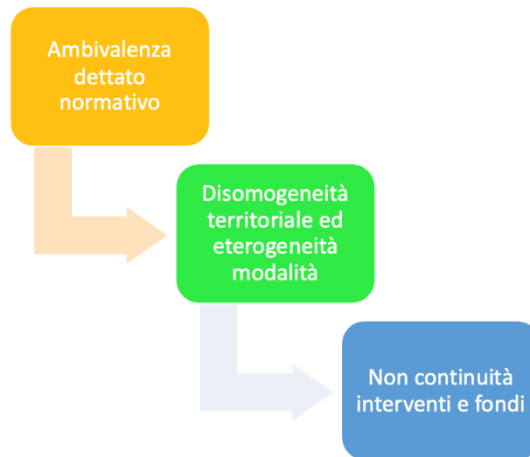 Ambivalenza
dettato
normativo
Disomogeneità
territoriale ed
eterogeneità
modalità
Non continuità
interventi e fondi